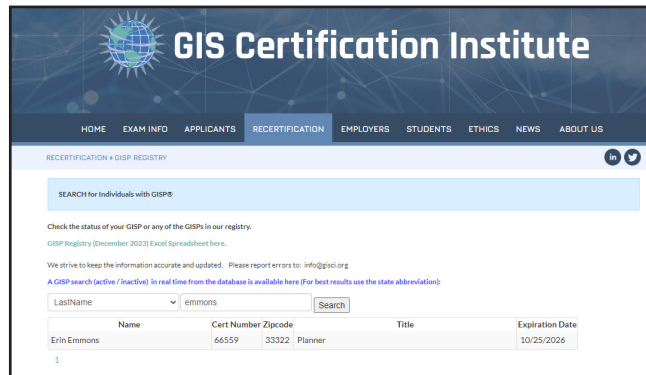 GIS Certification Institute
HOME EXAM INFO APPLICANTS RECERTIFICATION EMPLOYERS STUDENTS ETHICS NEWS ABOUT US
RECERTIFICATION » GISP REGISTRY
in
SEARCH for Individuals with GISP®
Check the status of your GISP or any of the GISPs in our registry.
GISP Registry (December 2023) Excel Spreadsheet here.
We strive to keep the information accurate and updated. Please report errors to: info@gisci.org
A GISP search (active / inactive) in real time from the database is available here (For best results use the state abbreviation):
LastName emmons Search
Name Cert Number Zipcode Title Expiration Date
Erin Emmons 66559 33322 Planner 10/25/2026
1